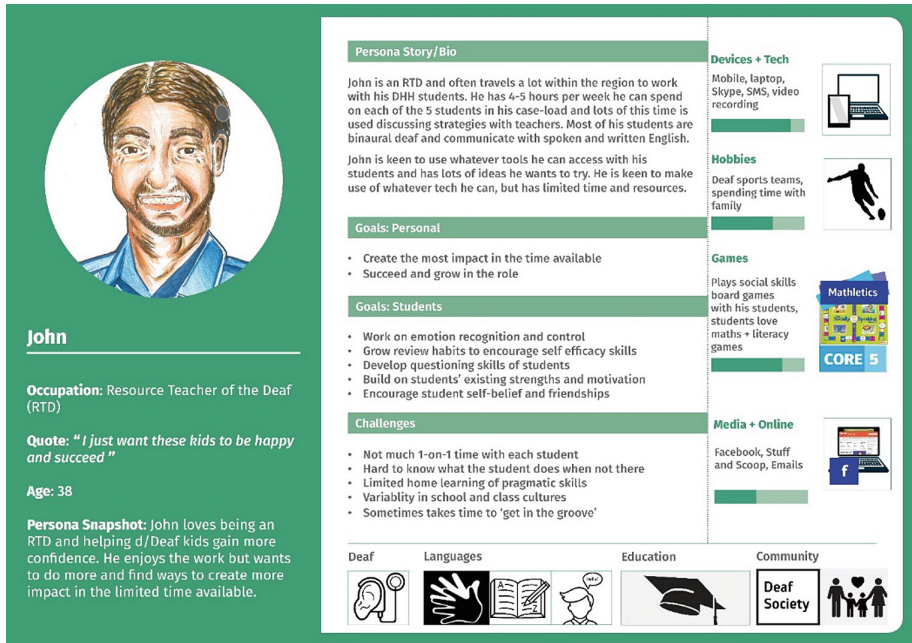 John
Occupation: Resource Teacher of the Deaf
(RTD)
Quote: “ I just want these kids to be happy
and succeed ”
Age: 38
Persona Snapshot: John loves being an
RTD and helping d/Deaf kids gain more
confidence. He enjoys the work but wants
to do more and find ways to create more
impact in the limited time available.
Persona Story/Bio
John is an RTD and often travels a lot within the region to work
with his DHH students. He has 4-5 hours per week he can spend
on each of the 5 students in his case-load and lots of this time is
used discussing strategies with teachers. Most of his students are
binaural deaf and communicate with spoken and written English.
John is keen to use whatever tools he can access with his
students and has lots of ideas he wants to try. He is keen to make
use of whatever tech he can, but has limited time and resources.
Goals: Personal
• Create the most impact in the time available
• Succeed and grow in the role
Goals: Students
• Work on emotion recognition and control
• Grow review habits to encourage self efficacy skills
• Develop questioning skills of students
• Build on students’ existing strengths and motivation
• Encourage student self-belief and friendships
Challenges
• Not much 1-on-1 time with each student
• Hard to know what the student does when not there
• Limited home learning of pragmatic skills
• Variablity in school and class cultures
• Sometimes takes time to ‘get in the groove’
Devices + Tech
Mobile, laptop,
Skype, SMS, video
recording
Hobbies
Deaf sports teams,
spending time with
family
Games
Plays social skills
board games
with his students,
students love
maths + literacy
games
Mathletics
CORE 5
Media + Online
Facebook, Stuff
and Scoop, Emails
f
Deaf
Languages
A
Education
Community
Deaf
Society